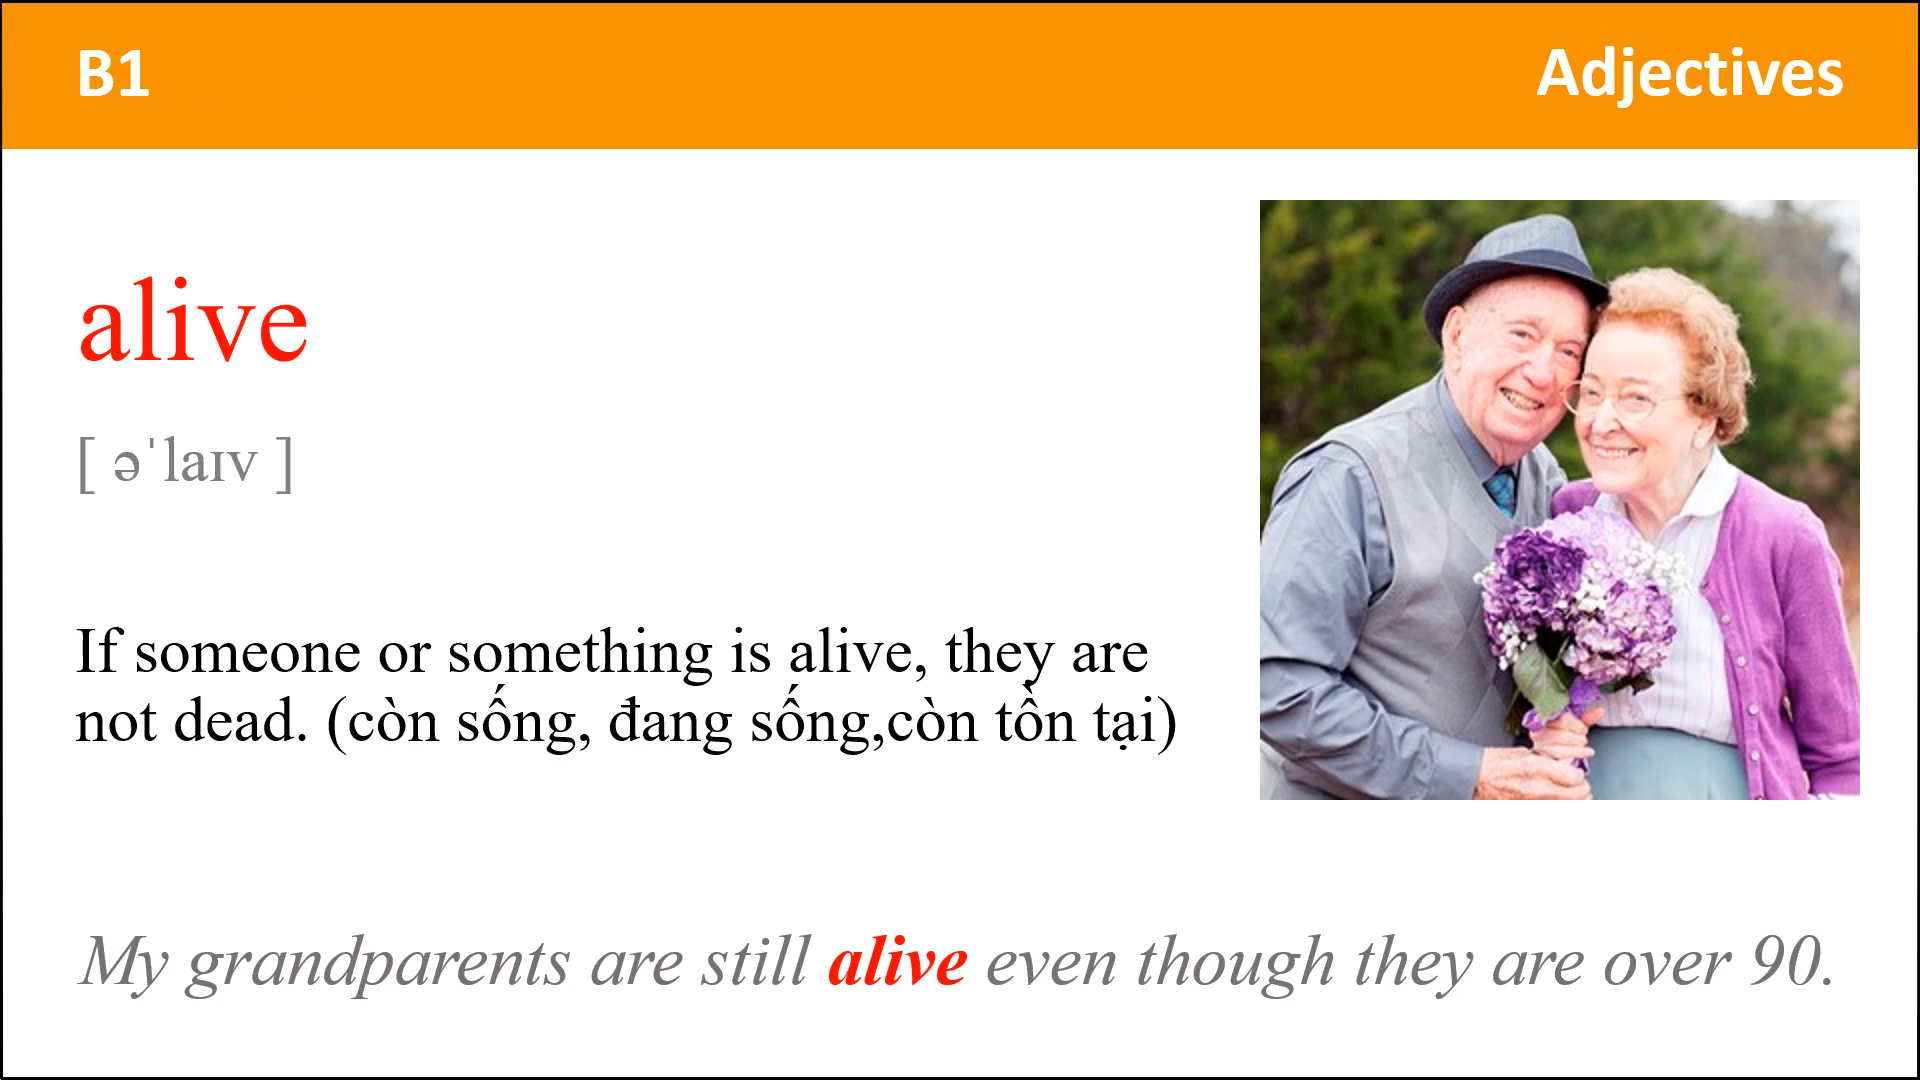 B1
Adjectives
alive
[ əˈlaɪv ]
If someone or something is alive, they are
not dead. (còn sống, đang sống,còn tồn tại)
My grandparents are still alive even though they are over 90.